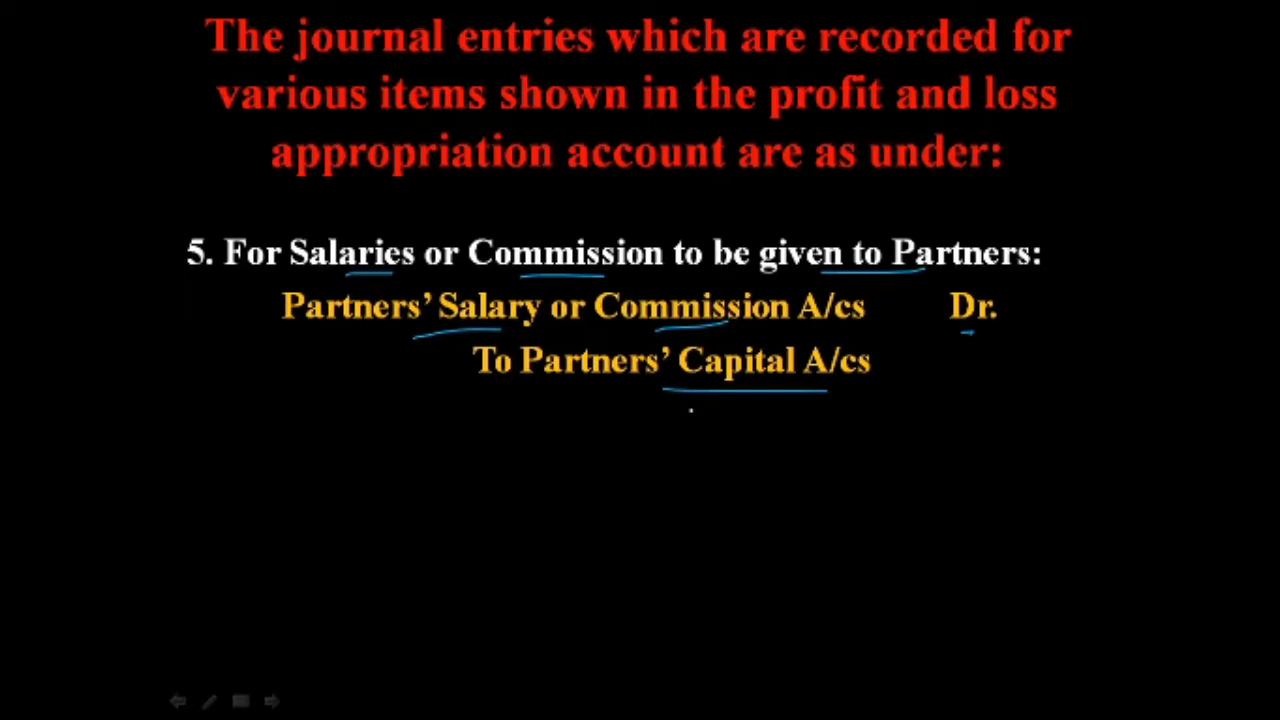 The journal entries which are recorded for
various items shown in the profit and loss
appropriation account are as under:
5. For Salaries or Commission to be given to Partners:
Partners’ Salary or Commission A/cs Dr.
To Partners’ Capital A/cs